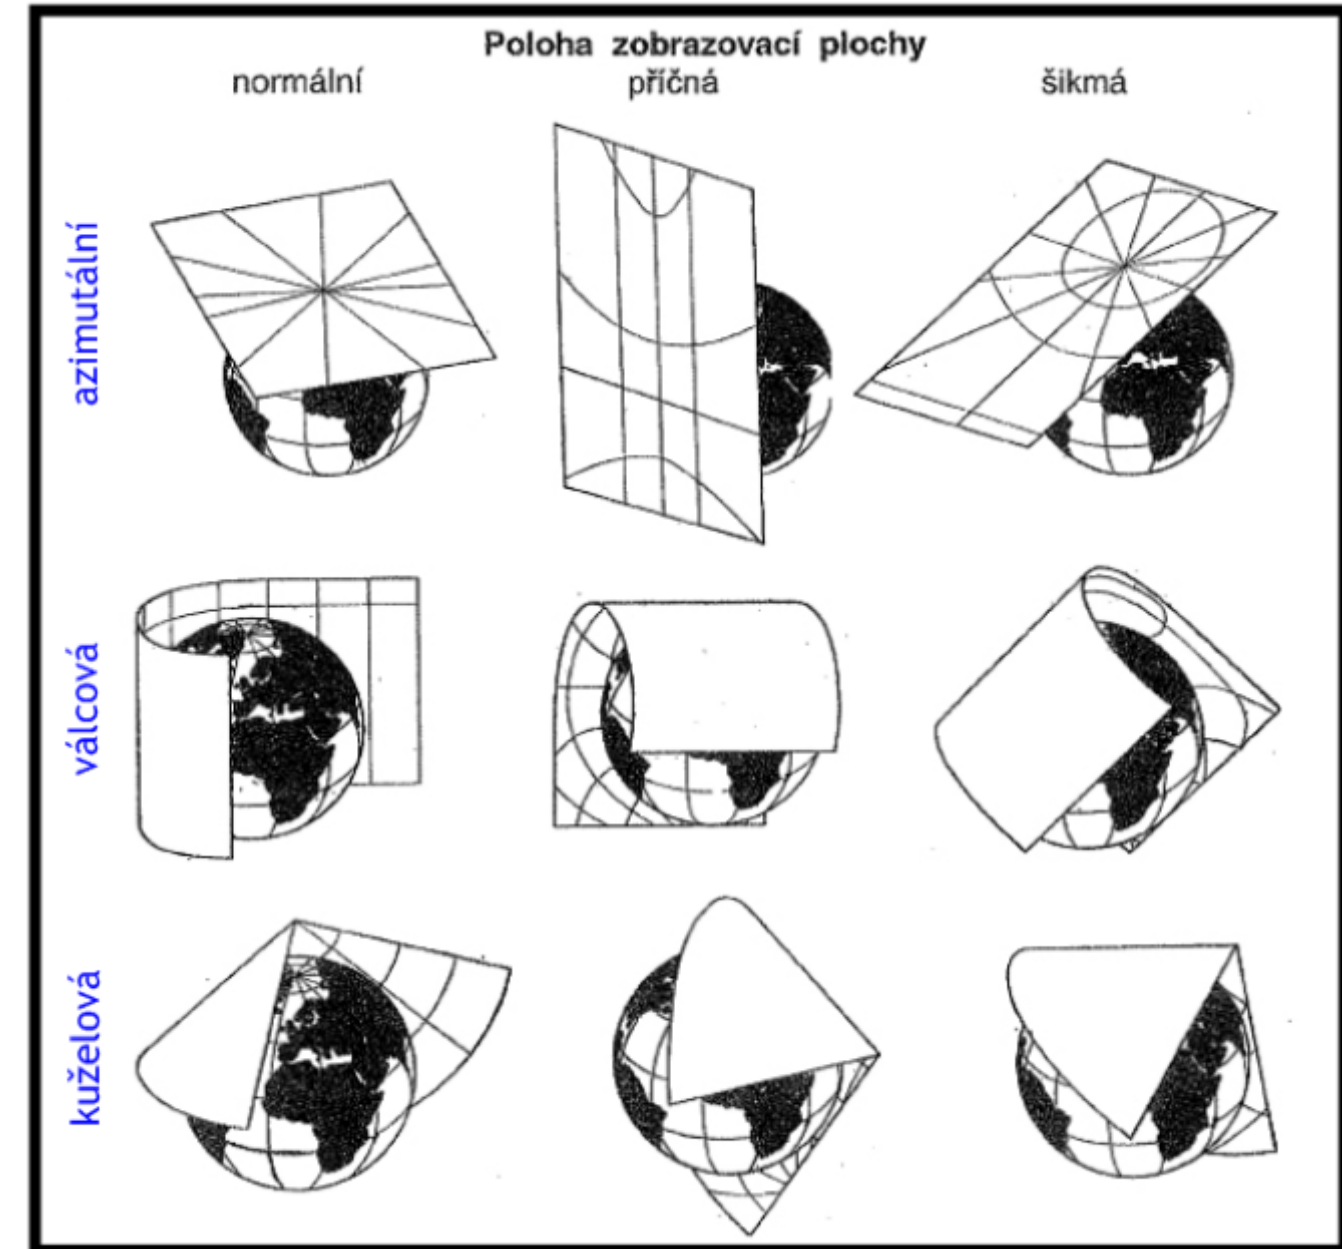 Poloha zobrazovací plochy
normální příčná šikmá
azimutální
válcová
kuželová